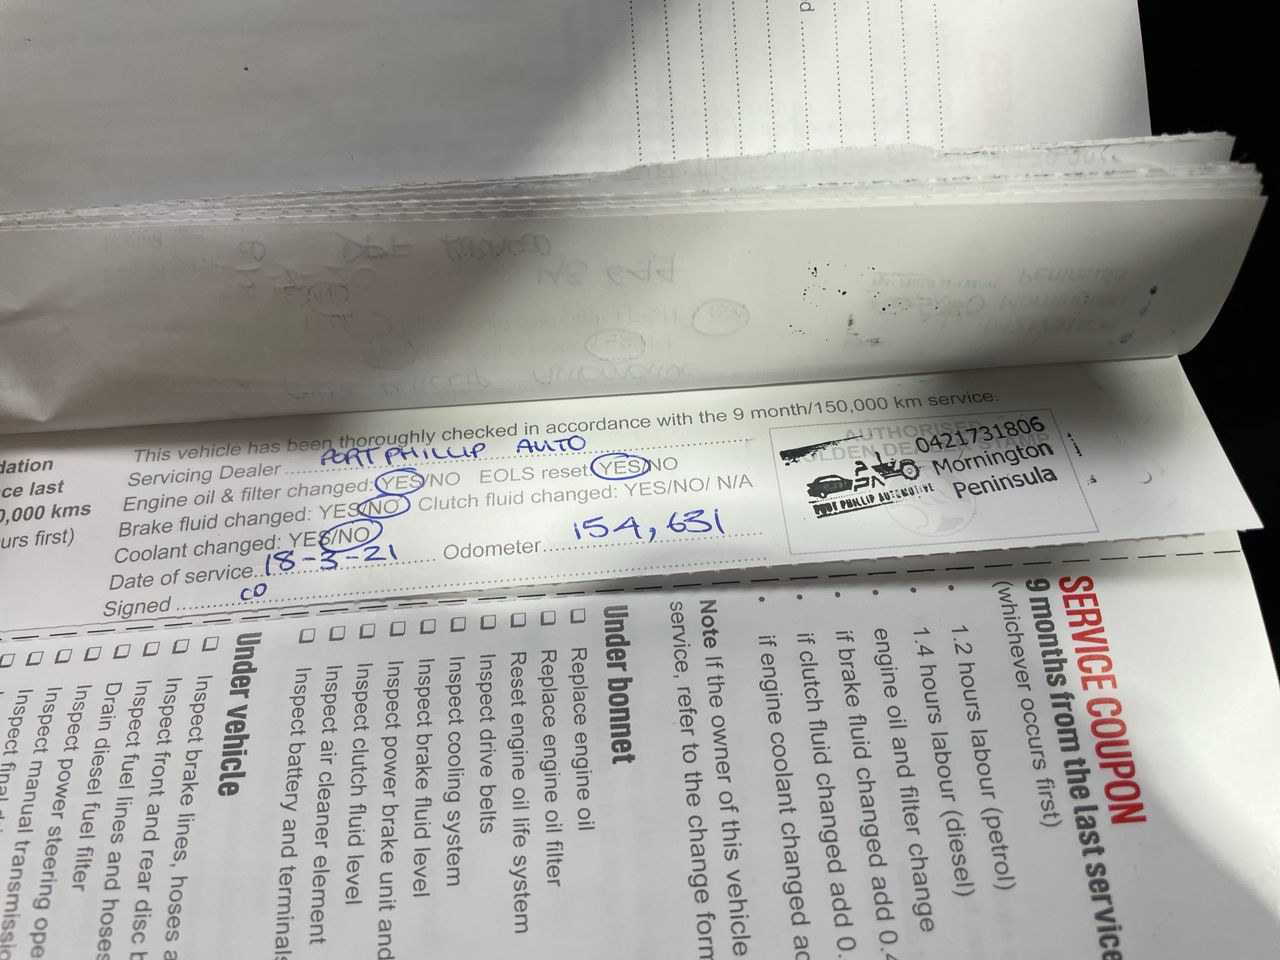 This vehicle has been thoroughly checked in accordance with the 9 month/150,000 km service.
Servicing Dealer PORT PHILLIP AUTO
Engine oil & filter changed: YES/NO EOLS reset: YES/NO
Brake fluid changed: YES/NO Clutch fluid changed: YES/NO/ N/A
Coolant changed: YES/NO
Date of service 18-3-21 Odometer 154,631
Signed CO
AUTHORISED
GOLDEN DEALER STAMP
0421731806
Mornington
Peninsula
PORT PHILLIP AUTOMOTIVE
dation
ce last
0,000 kms
urs first)
SERVICE COUPON
9 months from the last service
(whichever occurs first)
• 1.2 hours labour (petrol)
• 1.4 hours labour (diesel)
• engine oil and filter change
• if brake fluid changed add 0.4
• if clutch fluid changed add 0.
• if engine coolant changed ad
Note If the owner of this vehicle
service, refer to the change form
Under bonnet
❑ Replace engine oil
❑ Replace engine oil filter
❑ Reset engine oil life system
❑ Inspect drive belts
❑ Inspect cooling system
❑ Inspect brake fluid level
❑ Inspect power brake unit and
❑ Inspect clutch fluid level
❑ Inspect air cleaner element
❑ Inspect battery and terminals
Under vehicle
❑ Inspect brake lines, hoses a
❑ Inspect front and rear disc b
❑ Inspect fuel lines and hoses
❑ Drain diesel fuel filter
❑ Inspect power steering ope
❑ Inspect manual transmissio